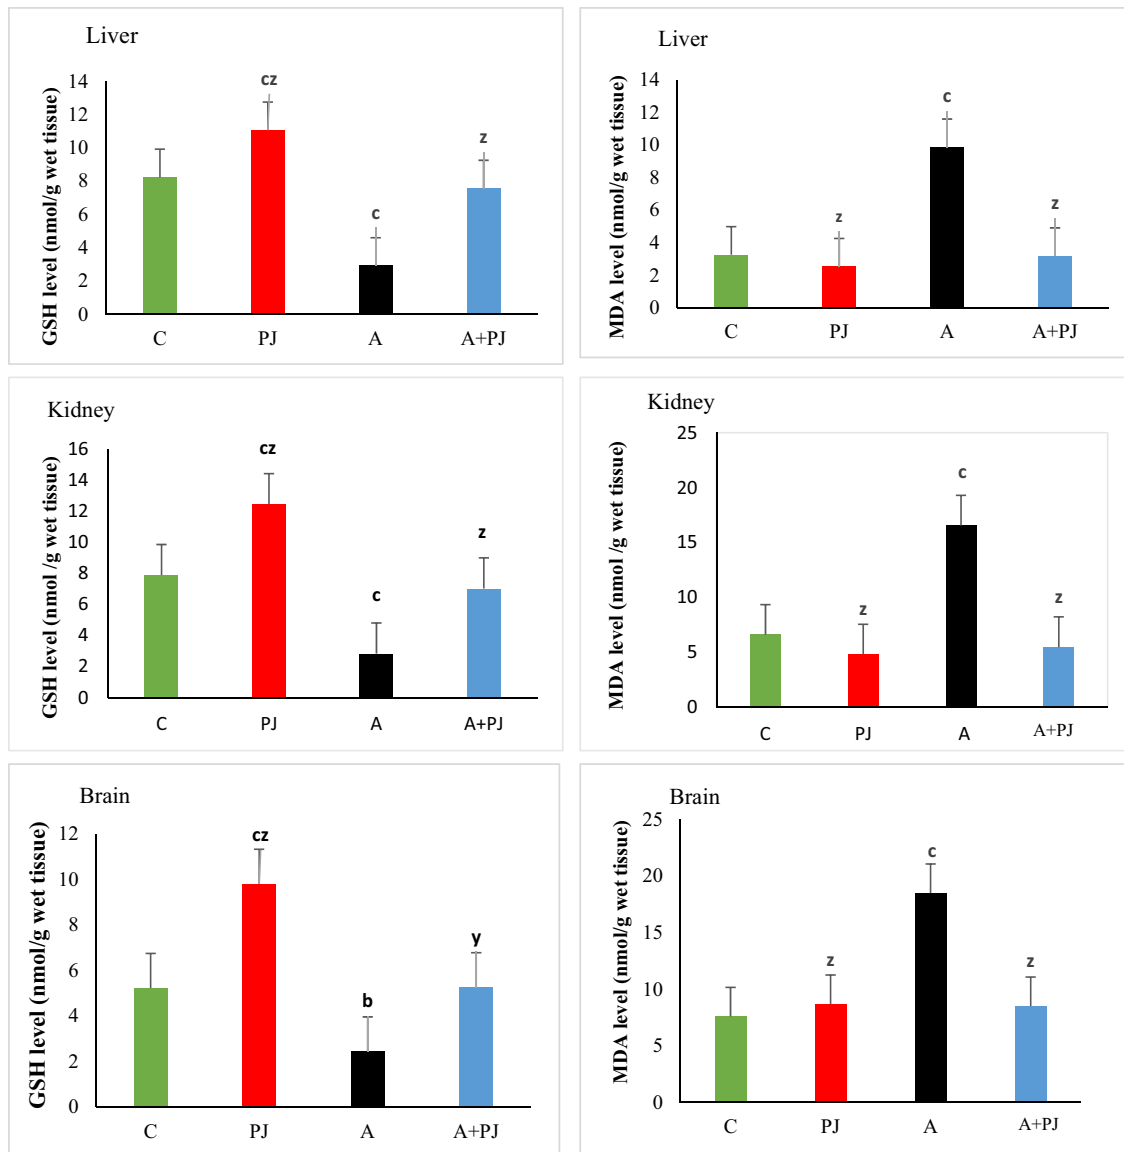 Liver
GSH level (nmol/g wet tissue)
14
12
10
8
6
4
2
0
cz
c
z
C PJ A A+PJ
Liver
MDA level (nmol/g wet tissue)
14
12
10
8
6
4
2
0
z
c
z
C PJ A A+PJ
Kidney
GSH level (nmol /g wet tissue)
16
14
12
10
8
6
4
2
0
cz
c
z
C PJ A A+PJ
Kidney
MDA level (nmol /g wet tissue)
25
20
15
10
5
0
z
c
z
C PJ A A+PJ
Brain
GSH level (nmol/g wet tissue)
12
10
8
6
4
2
0
cz
b
y
C PJ A A+PJ
Brain
MDA level (nmol/g wet tissue)
25
20
15
10
5
0
z
c
z
C PJ A A+PJ